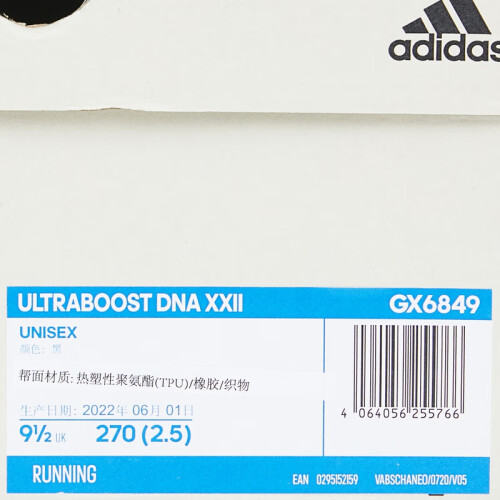 adidas
ULTRABOOST DNA XXII GX6849
UNISEX
颜色: 黑
帮面材质: 热塑性聚氨酯(TPU)/橡胶/织物
生产日期: 2022年 06月 01日
4 064056 255766
9½ UK 270 (2.5)
RUNNING EAN 0295152159 VABSCHANEO/0720/V05